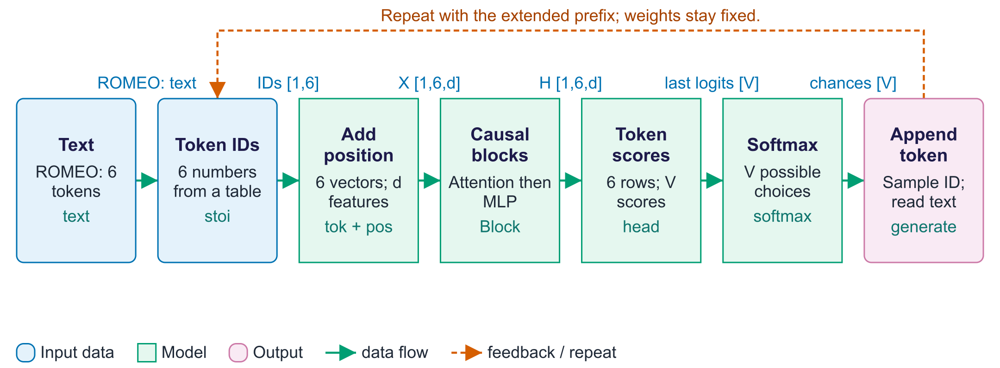 Repeat with the extended prefix; weights stay fixed.
ROMEO: text
IDs [1,6]
X [1,6,d]
H [1,6,d]
last logits [V]
chances [V]
Text
ROMEO: 6
tokens
text
Token IDs
6 numbers
from a table
stoi
Add
position
6 vectors; d
features
tok + pos
Causal
blocks
Attention then
MLP
Block
Token
scores
6 rows; V
scores
head
Softmax
V possible
choices
softmax
Append
token
Sample ID;
read text
generate
Input data
Model
Output
data flow
feedback / repeat